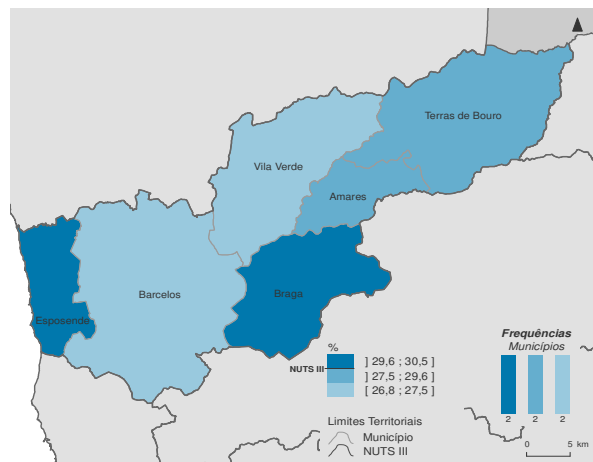 Terras de Bouro
Vila Verde
Amares
Barcelos
Braga
Esposende
%
NUTS III
] 29,6 ; 30,5 ]
] 27,5 ; 29,6 ]
[ 26,8 ; 27,5 ]
Limites Territoriais
Município
NUTS III
Frequências
Municípios
2 2 2
0 5 km